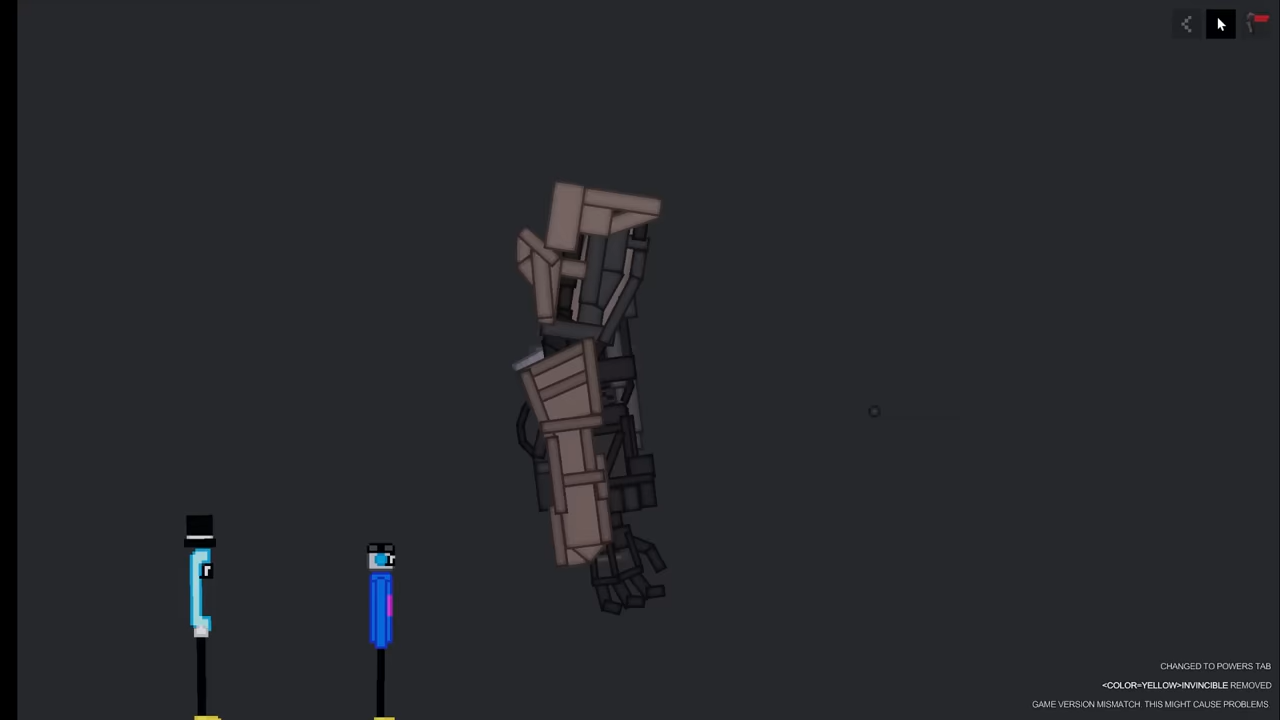 CHANGED TO POWERS TAB
<COLOR=YELLOW>INVINCIBLE REMOVED
GAME VERSION MISMATCH THIS MIGHT CAUSE PROBLEMS